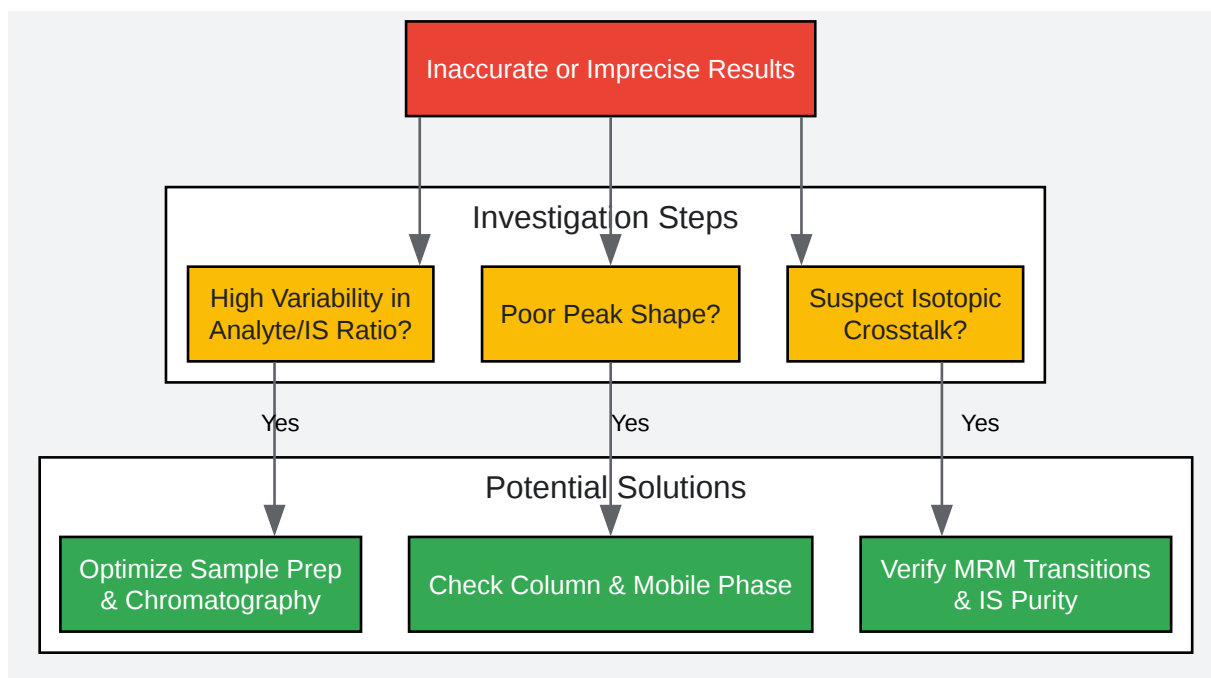 Inaccurate or Imprecise Results
Investigation Steps
High Variability in
Analyte/IS Ratio?
Poor Peak Shape?
Suspect Isotopic
Crosstalk?
Yes
Yes
Yes
Potential Solutions
Optimize Sample Prep
& Chromatography
Check Column & Mobile Phase
Verify MRM Transitions
& IS Purity